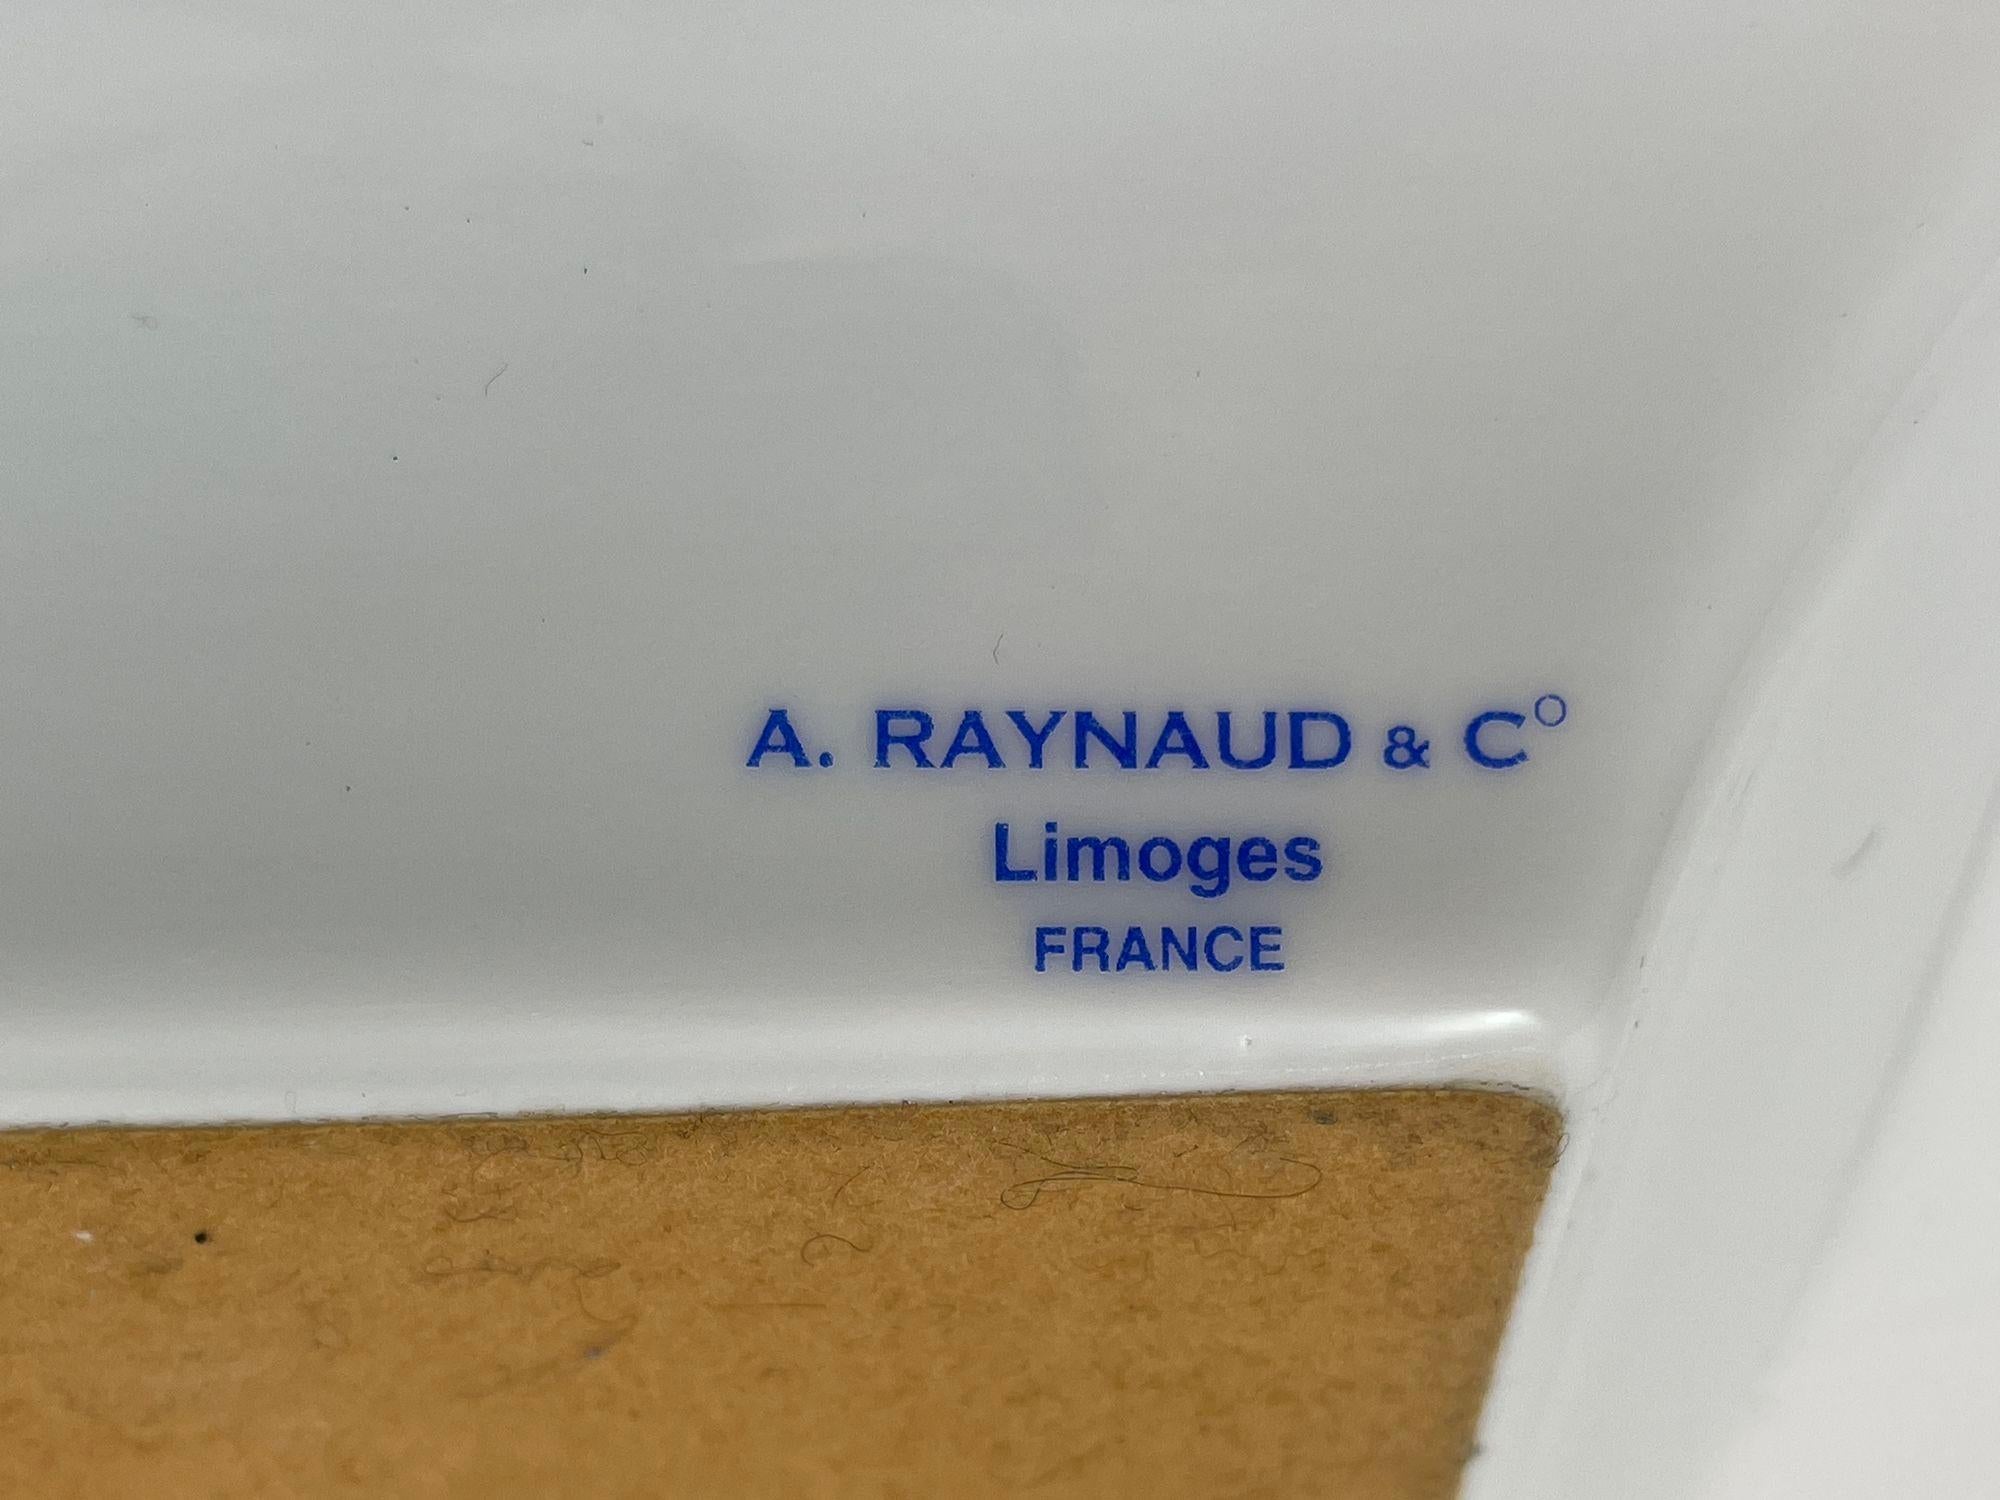 A. RAYNAUD & C°
Limoges
FRANCE